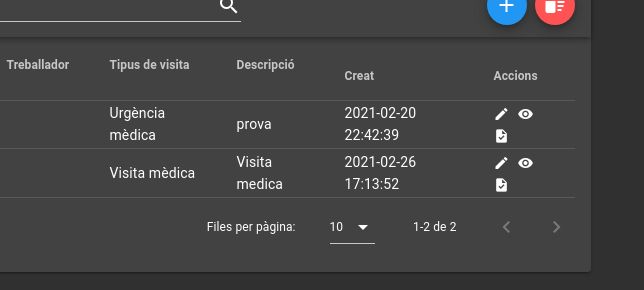 Treballador Tipus de visita Descripció Creat Accions
Urgència mèdica prova 2021-02-20 22:42:39
Visita mèdica Visita medica 2021-02-26 17:13:52
Files per pàgina: 10 1-2 de 2